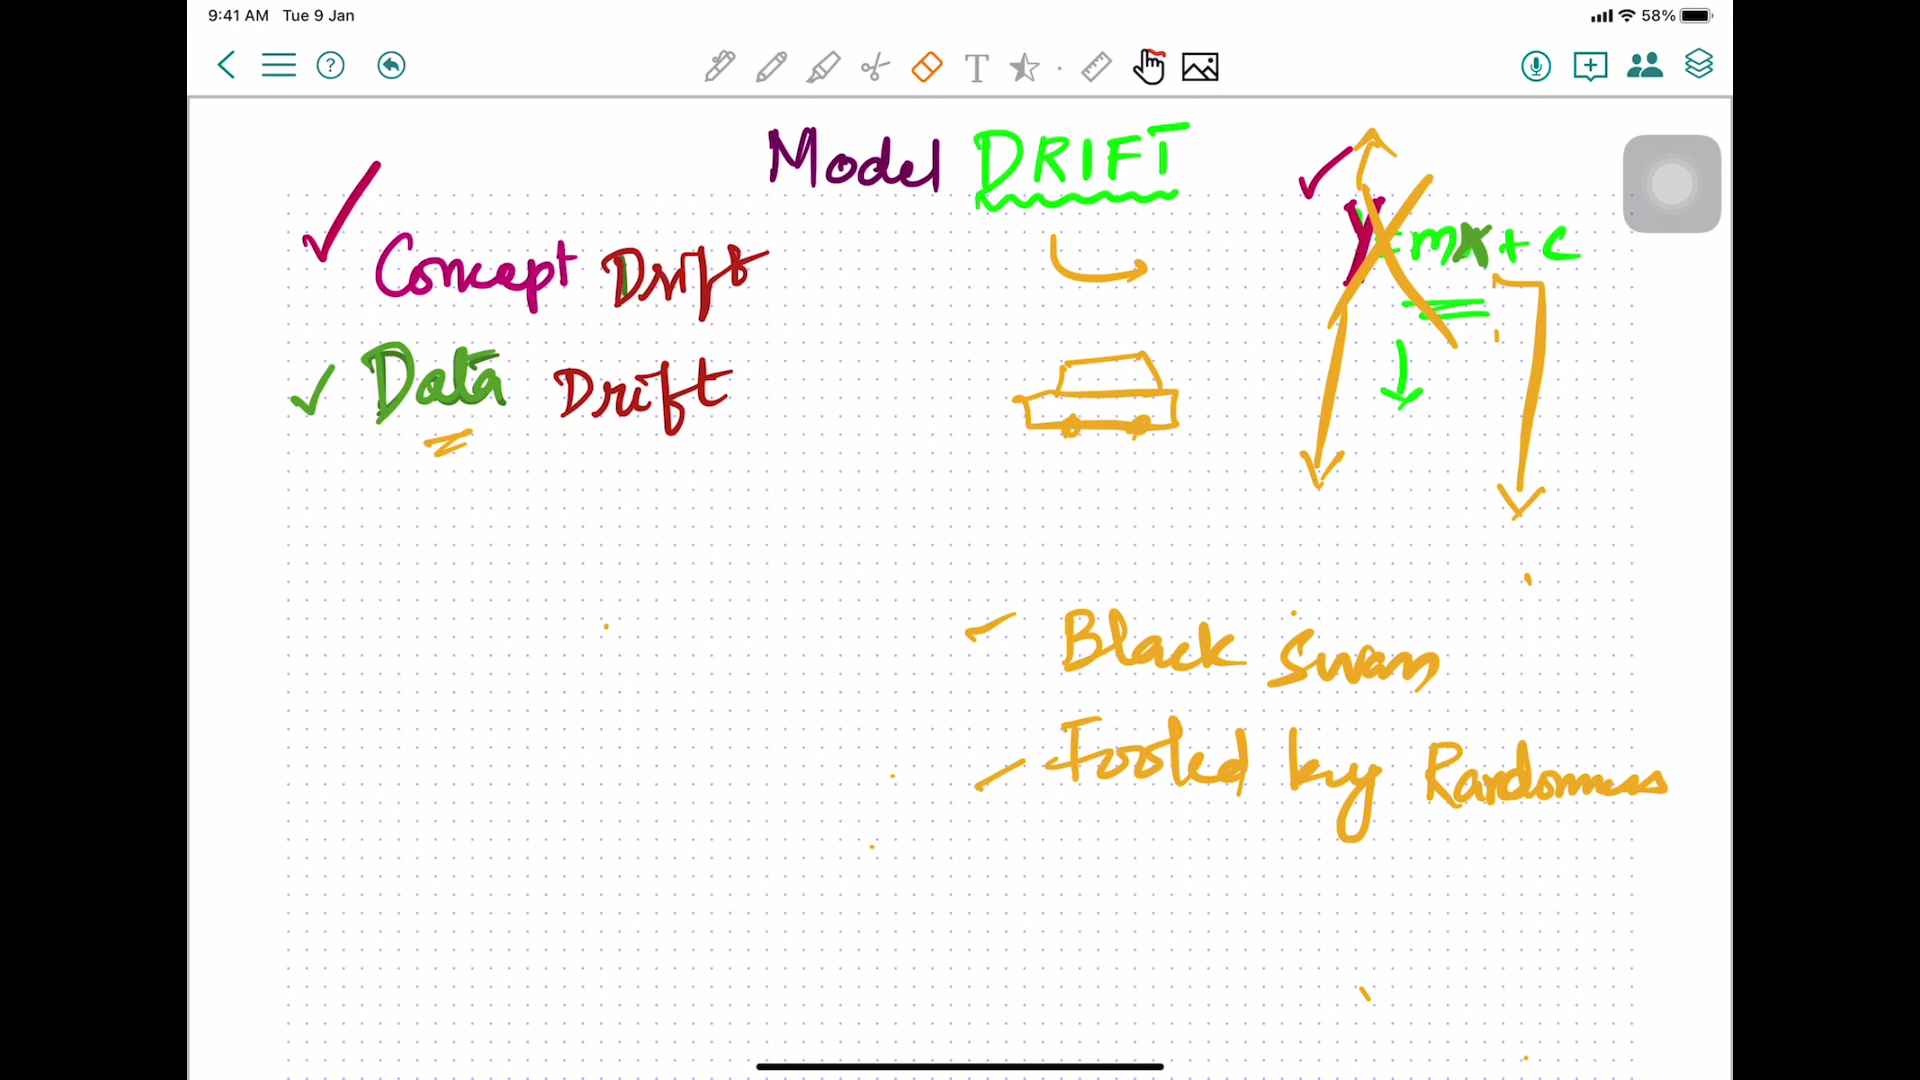 9:41 AM Tue 9 Jan
58%
Model DRIFT
Concept Drift
Data Drift
y = mx + c
Black Swan
Fooled by Randomness